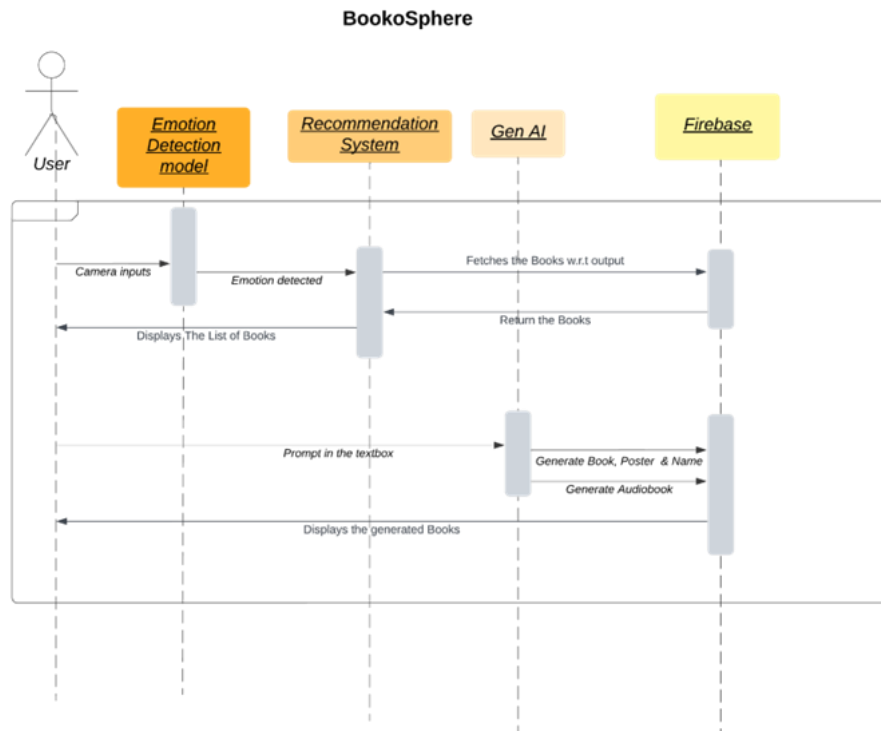 BookoSphere
User
Emotion
Detection
model
Recommendation
System
Gen AI
Firebase
Camera inputs
Emotion detected
Fetches the Books w.r.t output
Return the Books
Displays The List of Books
Prompt in the textbox
Generate Book, Poster & Name
Generate Audiobook
Displays the generated Books